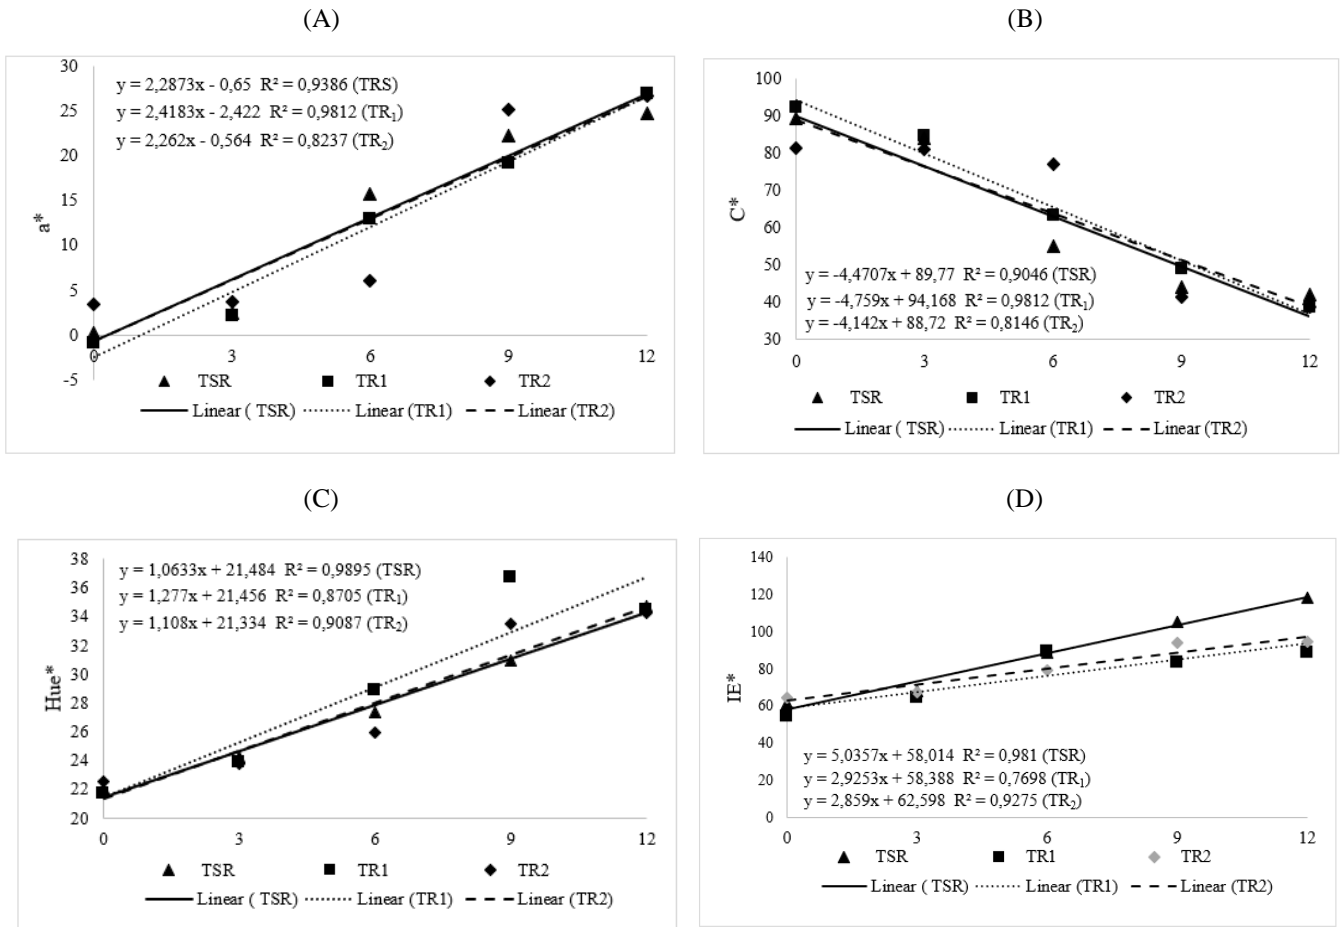 (A)
30
25
20
15
10
5
0
-5
a*
y = 2,2873x - 0,65 R² = 0,9386 (TRS)
y = 2,4183x - 2,422 R² = 0,9812 (TR₁)
y = 2,262x - 0,564 R² = 0,8237 (TR₂)
0 3 6 9 12
TSR TR1 TR2
Linear ( TSR) Linear (TR1) Linear (TR2)
(B)
100
90
80
70
60
50
40
30
C*
y = -4,4707x + 89,77 R² = 0,9046 (TSR)
y = -4,759x + 94,168 R² = 0,9812 (TR₁)
y = -4,142x + 88,72 R² = 0,8146 (TR₂)
0 3 6 9 12
TSR TR1 TR2
Linear ( TSR) Linear (TR1) Linear (TR2)
(C)
38
36
34
32
30
28
26
24
22
20
Hue*
y = 1,0633x + 21,484 R² = 0,9895 (TSR)
y = 1,277x + 21,456 R² = 0,8705 (TR₁)
y = 1,108x + 21,334 R² = 0,9087 (TR₂)
0 3 6 9 12
TSR TR1 TR2
Linear ( TSR) Linear (TR1) Linear (TR2)
(D)
140
120
100
80
60
40
20
0
IE*
y = 5,0357x + 58,014 R² = 0,981 (TSR)
y = 2,9253x + 58,388 R² = 0,7698 (TR₁)
y = 2,859x + 62,598 R² = 0,9275 (TR₂)
0 3 6 9 12
TSR TR1 TR2
Linear ( TSR) Linear (TR1) Linear (TR2)